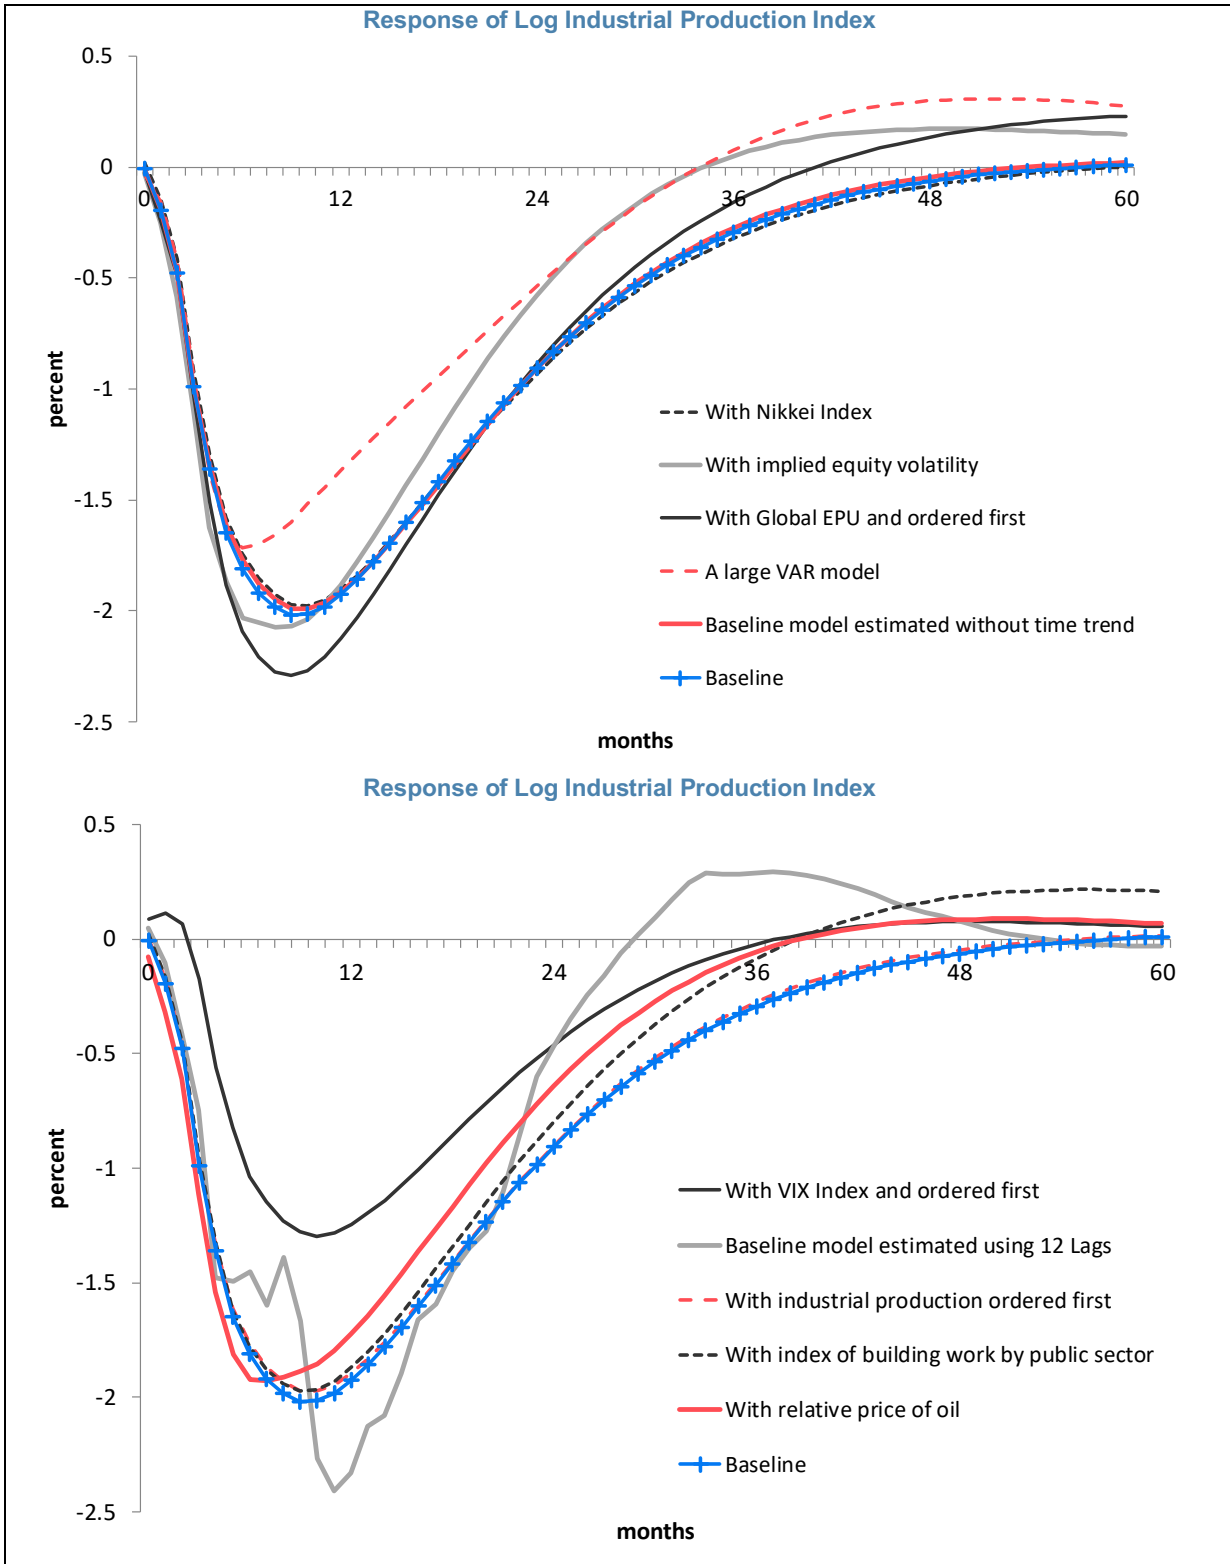 Response of Log Industrial Production Index
0.5
0
0 12 24 36 48 60
-0.5
-1
-1.5
-2
-2.5
percent
With Nikkei Index
With implied equity volatility
With Global EPU and ordered first
A large VAR model
Baseline model estimated without time trend
Baseline
months
Response of Log Industrial Production Index
0.5
0
0 12 24 36 48 60
-0.5
-1
-1.5
-2
-2.5
percent
With VIX Index and ordered first
Baseline model estimated using 12 Lags
With industrial production ordered first
With index of building work by public sector
With relative price of oil
Baseline
months